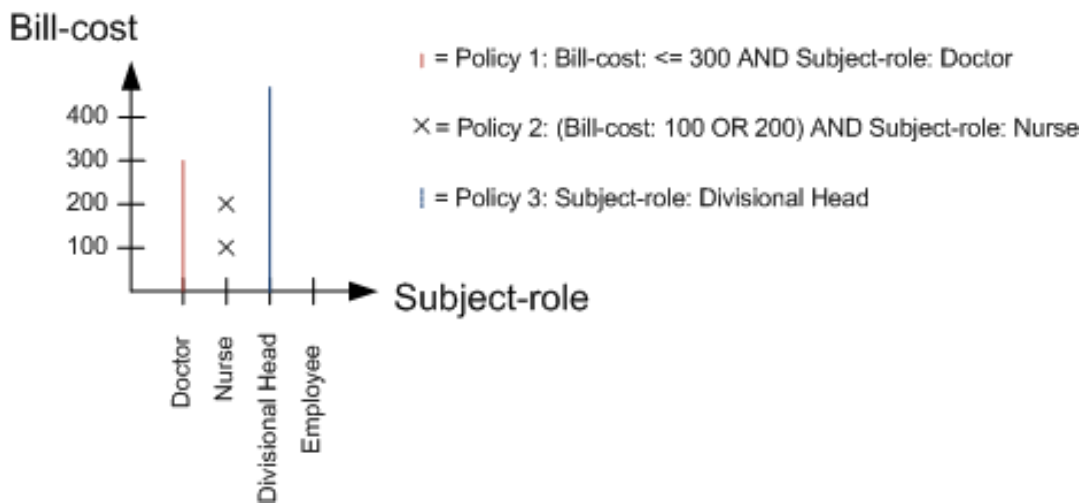 Bill-cost
= Policy 1: Bill-cost: <= 300 AND Subject-role: Doctor
400
× = Policy 2: (Bill-cost: 100 OR 200) AND Subject-role: Nurse
300
200
= Policy 3: Subject-role: Divisional Head
100
Subject-role
Doctor
Nurse
Divisional Head
Employee